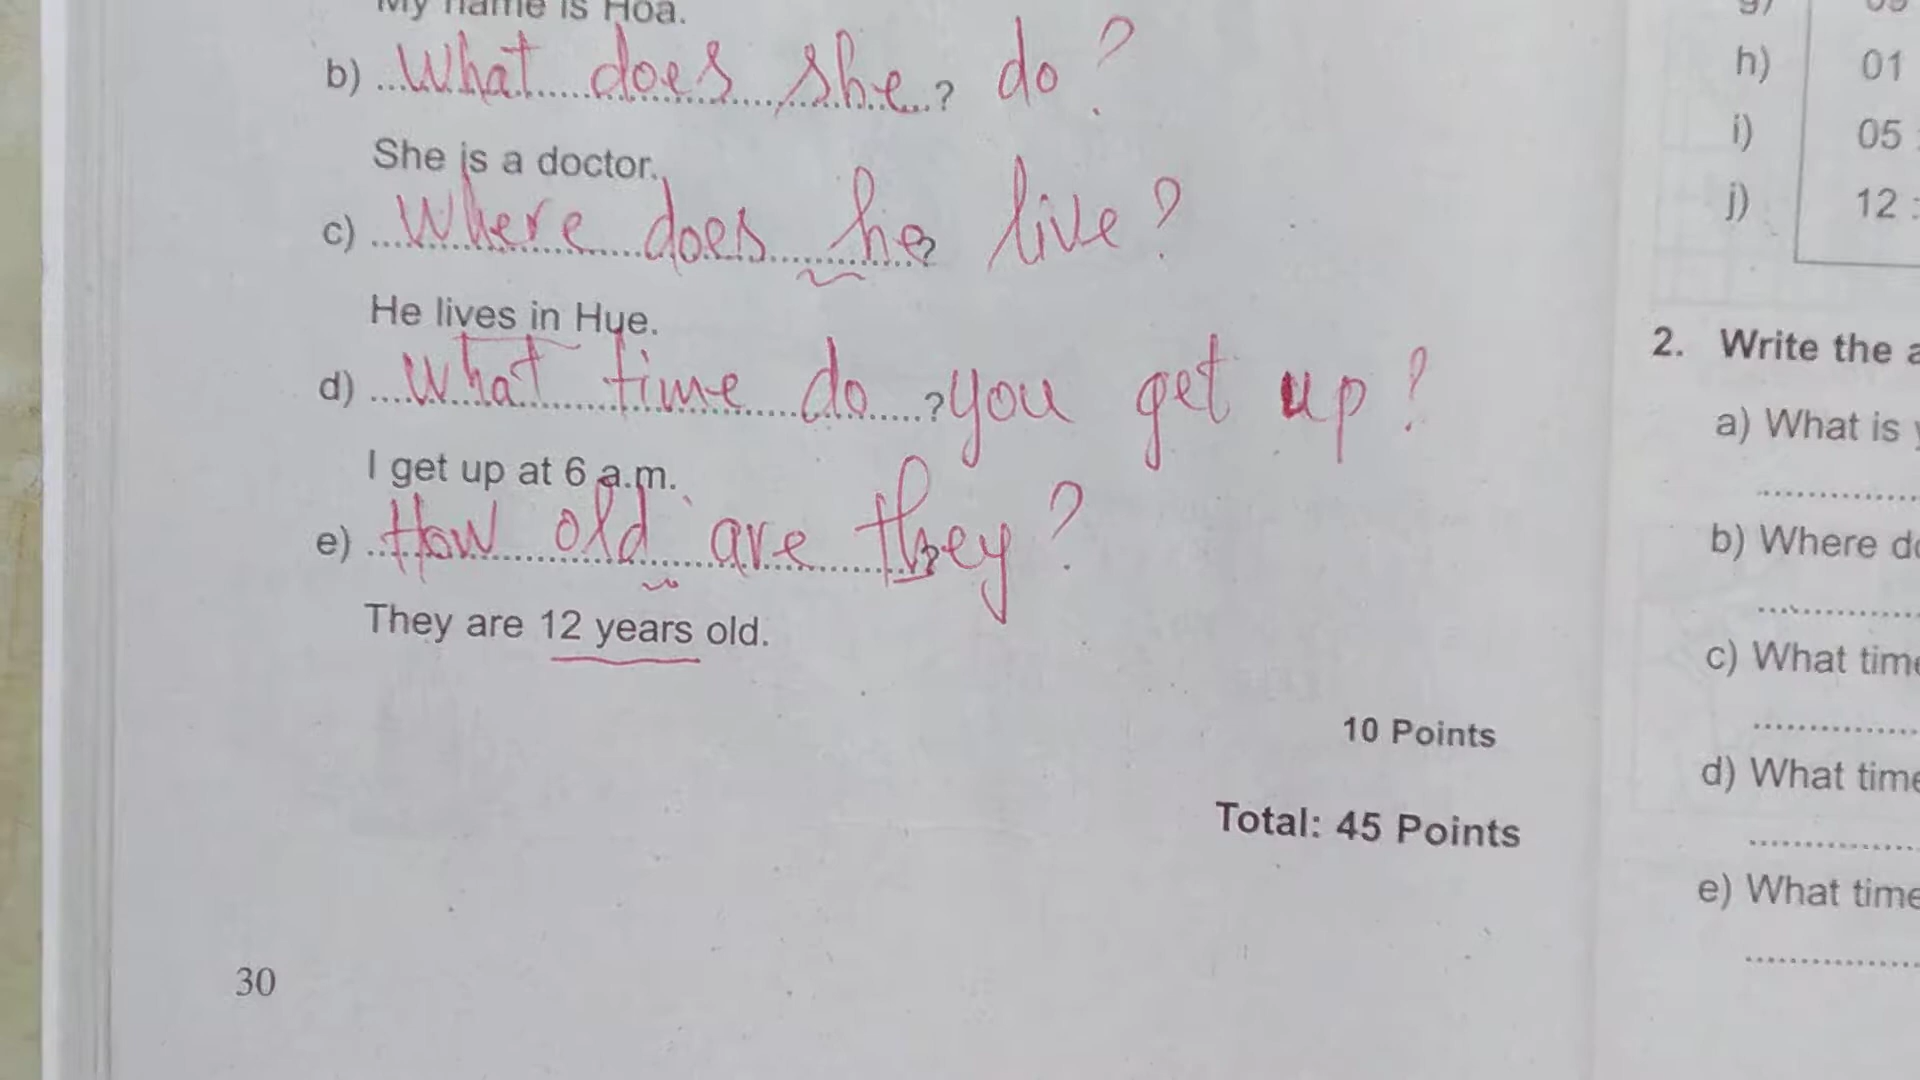 My name is Hoa.
b) What does she ? do?
She is a doctor.
c) Where does he? live?
He lives in Hue.
d) What time do ? you get up?
I get up at 6 a.m.
e) How old are they?
They are 12 years old.
10 Points
Total: 45 Points
30
h) 01
i) 05
j) 12 :
2. Write the a
a) What is
b) Where do
c) What time
d) What time
e) What time